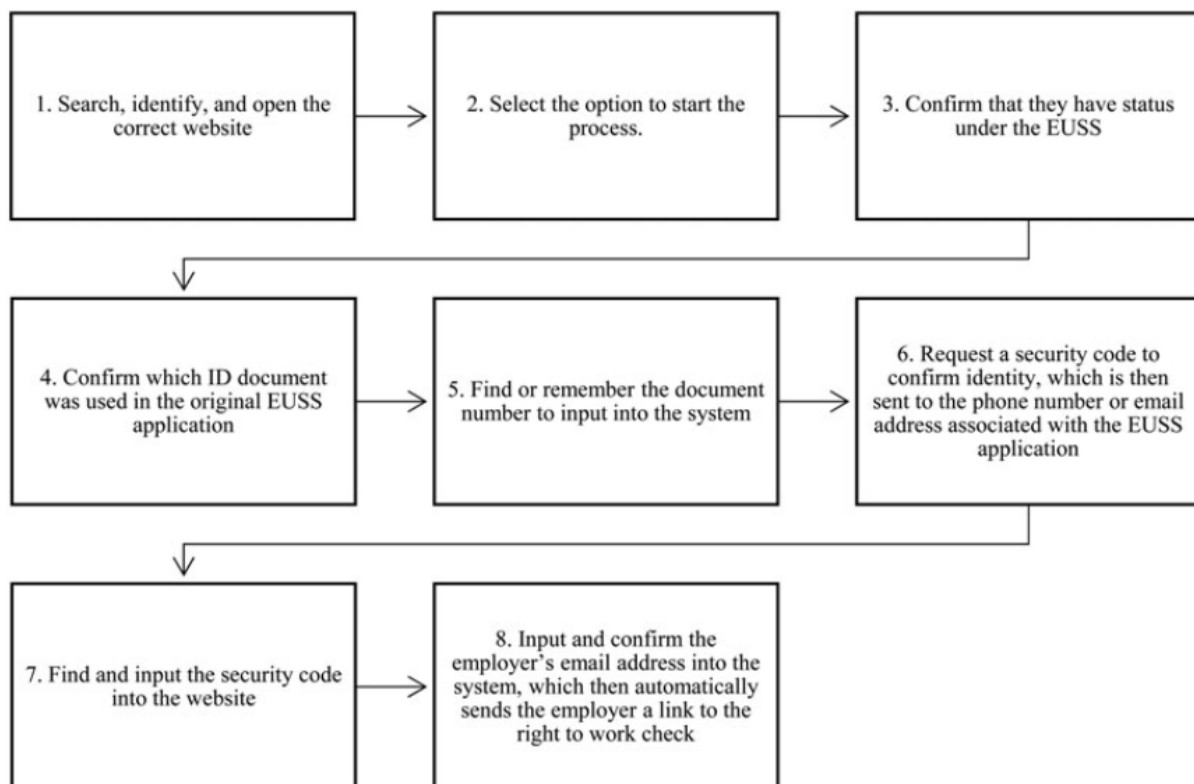 1. Search, identify, and open the
correct website
2. Select the option to start the
process.
3. Confirm that they have status
under the EUSS
4. Confirm which ID document
was used in the original EUSS
application
5. Find or remember the document
number to input into the system
6. Request a security code to
confirm identity, which is then
sent to the phone number or email
address associated with the EUSS
application
7. Find and input the security code
into the website
8. Input and confirm the
employer's email address into the
system, which then automatically
sends the employer a link to the
right to work check